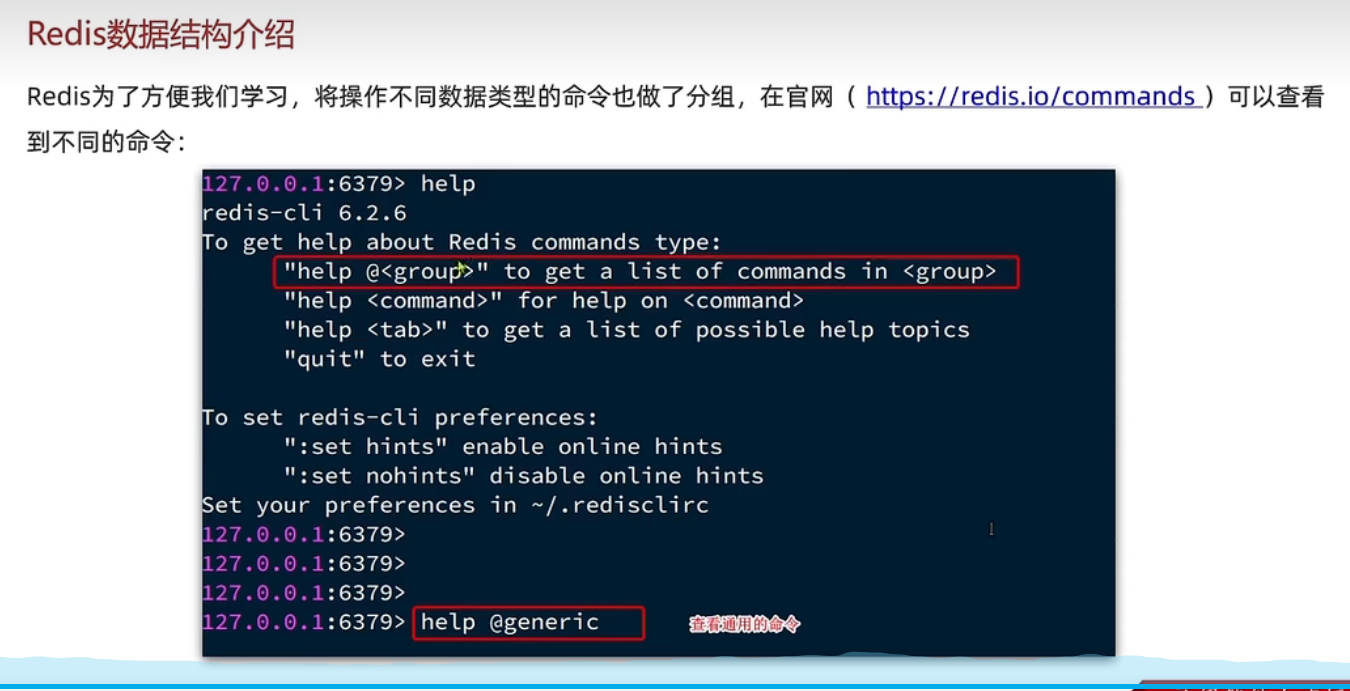 Redis数据结构介绍
Redis为了方便我们学习，将操作不同数据类型的命令也做了分组，在官网（ https://redis.io/commands ）可以查看
到不同的命令：
127.0.0.1:6379> help
redis-cli 6.2.6
To get help about Redis commands type:
"help @<group>" to get a list of commands in <group>
"help <command>" for help on <command>
"help <tab>" to get a list of possible help topics
"quit" to exit
To set redis-cli preferences:
":set hints" enable online hints
":set nohints" disable online hints
Set your preferences in ~/.redisclirc
127.0.0.1:6379>
127.0.0.1:6379>
127.0.0.1:6379>
127.0.0.1:6379> help @generic 查看通用的命令